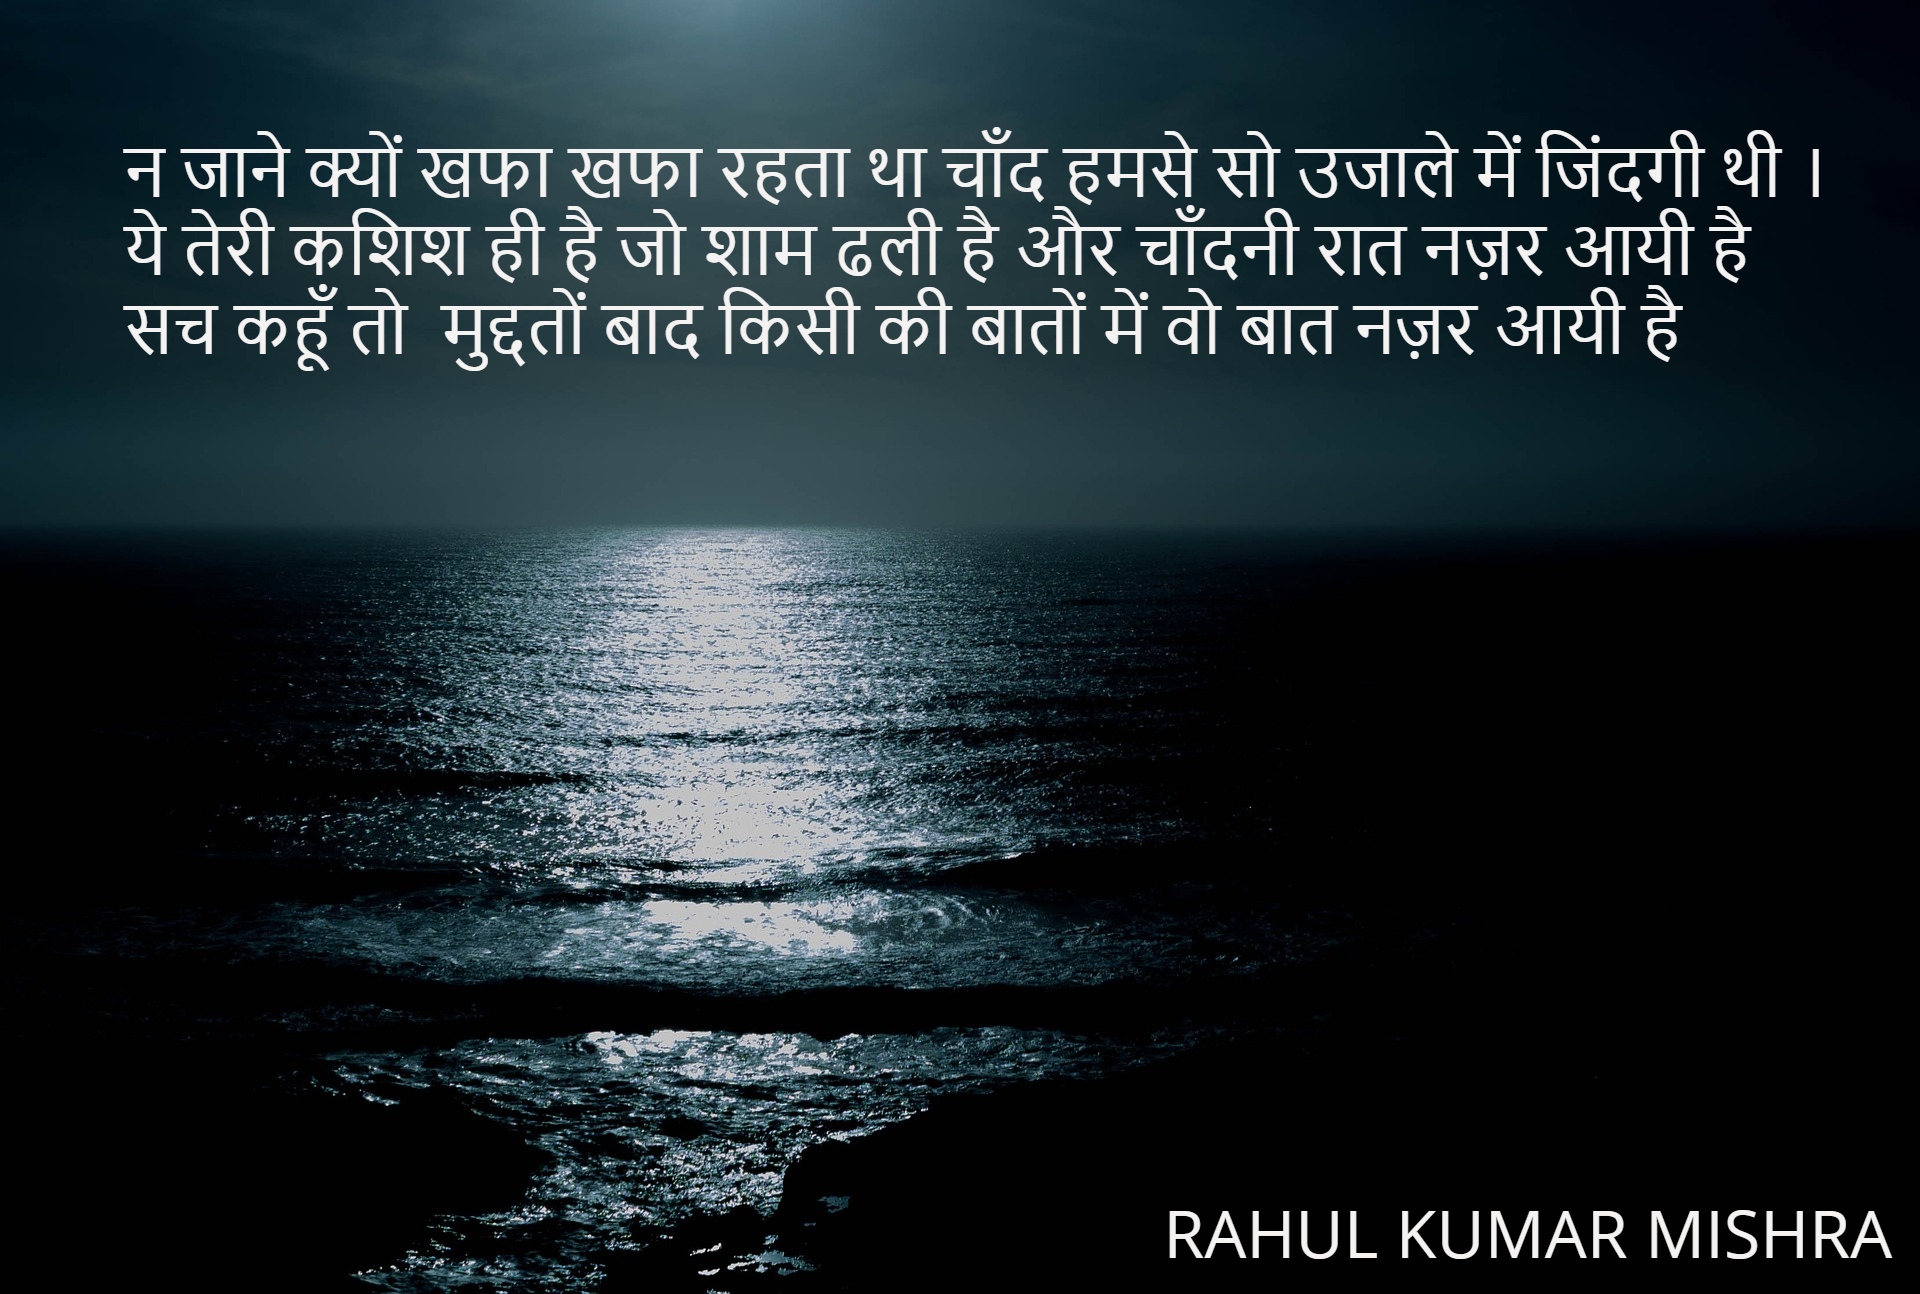 न जाने क्यों खफा खफा रहता था चाँद हमसे सो उजाले में जिंदगी थी ।
ये तेरी कशिश ही है जो शाम ढली है और चाँदनी रात नज़र आयी है
सच कहूँ तो  मुद्दतों बाद किसी की बातों में वो बात नज़र आयी है
RAHUL KUMAR MISHRA